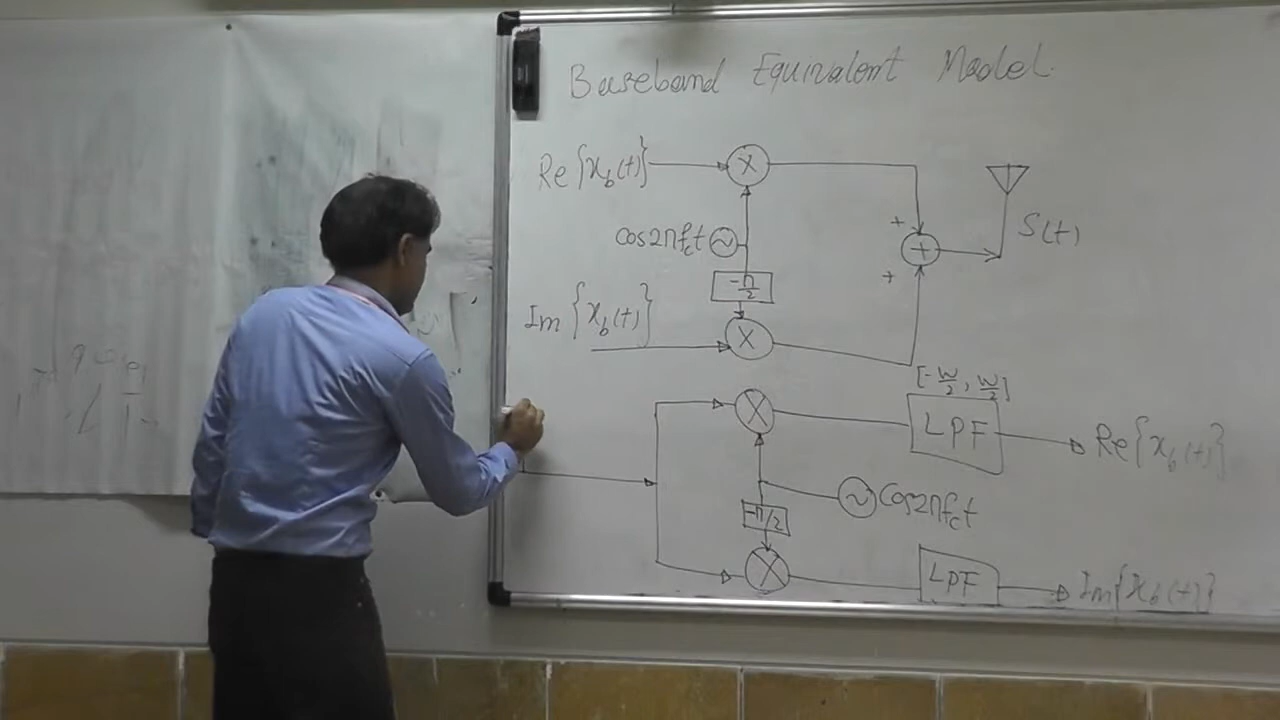 Baseband Equivalent Model.
Re{x_b(t)} X
cos2πf_ct ~ + + S(t)
-π/2 +
Im{x_b(t)} X
[-W/2, W/2]
X LPF Re{x_b(t)}
~ Cos2πf_ct
-π/2
X LPF Im{x_b(t)}